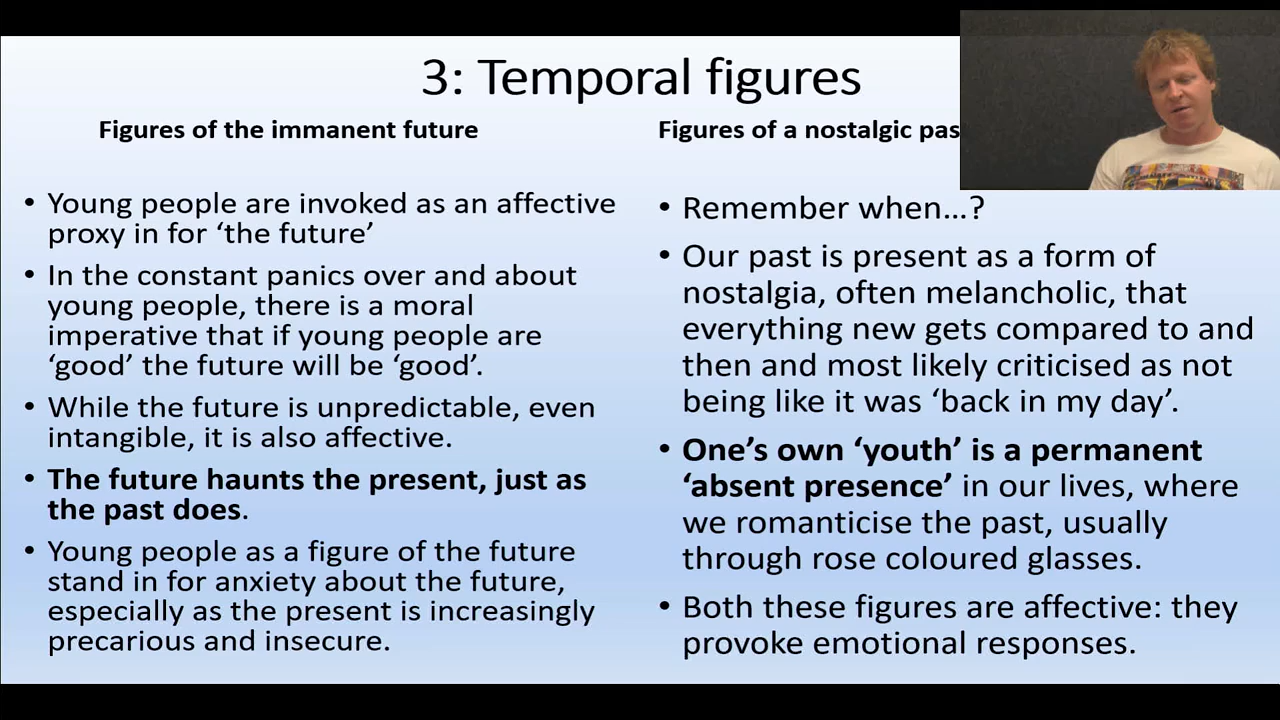 3: Temporal figures
Figures of the immanent future
• Young people are invoked as an affective
proxy in for ‘the future’
• In the constant panics over and about
young people, there is a moral
imperative that if young people are
‘good’ the future will be ‘good’.
• While the future is unpredictable, even
intangible, it is also affective.
• The future haunts the present, just as
the past does.
• Young people as a figure of the future
stand in for anxiety about the future,
especially as the present is increasingly
precarious and insecure.
Figures of a nostalgic pas
• Remember when…?
• Our past is present as a form of
nostalgia, often melancholic, that
everything new gets compared to and
then and most likely criticised as not
being like it was ‘back in my day’.
• One’s own ‘youth’ is a permanent
‘absent presence’ in our lives, where
we romanticise the past, usually
through rose coloured glasses.
• Both these figures are affective: they
provoke emotional responses.